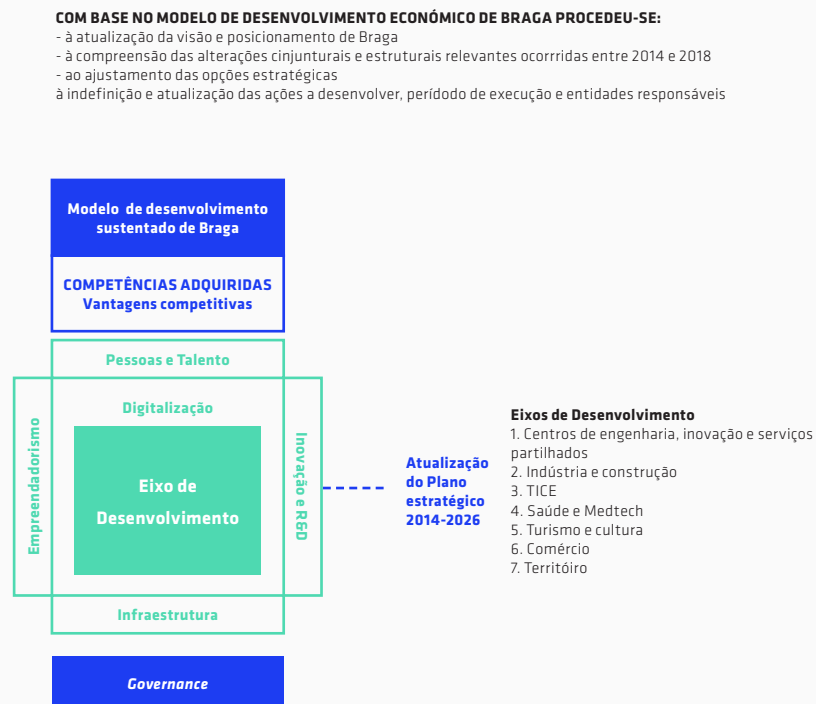 COM BASE NO MODELO DE DESENVOLVIMENTO ECONÓMICO DE BRAGA PROCEDEU-SE:
- à atualização da visão e posicionamento de Braga
- à compreensão das alterações cinjunturais e estruturais relevantes ocorrridas entre 2014 e 2018
- ao ajustamento das opções estratégicas
à indefinição e atualização das ações a desenvolver, perídodo de execução e entidades responsáveis
Modelo de desenvolvimento
sustentado de Braga
COMPETÊNCIAS ADQUIRIDAS
Vantagens competitivas
Pessoas e Talento
Digitalização
Empreendadorismo
Eixo de
Desenvolvimento
Inovação e R&D
Infraestrutura
Governance
Atualização
do Plano
estratégico
2014-2026
Eixos de Desenvolvimento
1. Centros de engenharia, inovação e serviços
partilhados
2. Indústria e construção
3. TICE
4. Saúde e Medtech
5. Turismo e cultura
6. Comércio
7. Territóiro